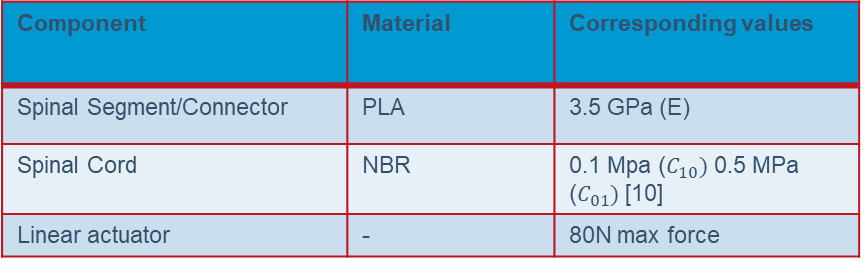 Component Material Corresponding values
Spinal Segment/Connector PLA 3.5 GPa (E)
Spinal Cord NBR 0.1 Mpa (𝐶₁₀) 0.5 MPa
(𝐶₀₁) [10]
Linear actuator - 80N max force